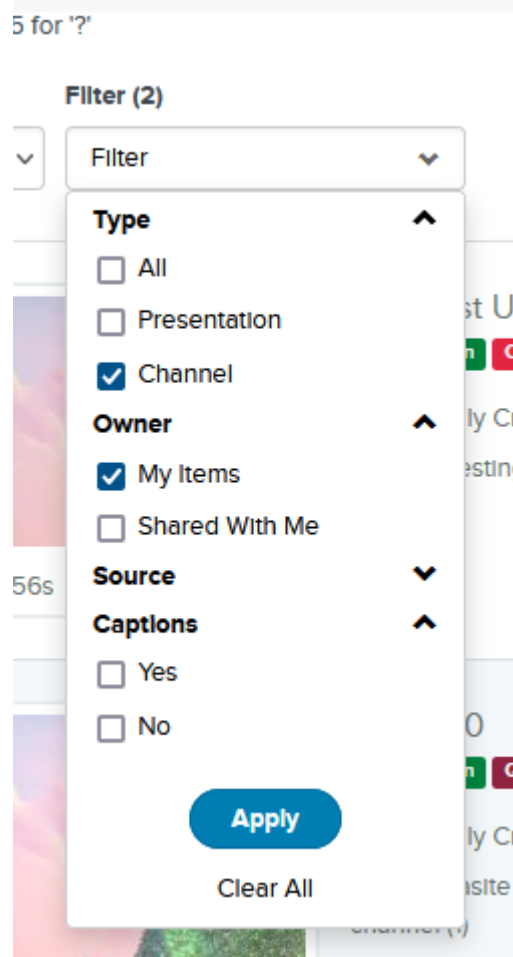 5 for '?'
Filter (2)
Filter
Type
All
Presentation
Channel
Owner
My Items
Shared With Me
Source
Captions
Yes
No
Apply
Clear All
56s
0